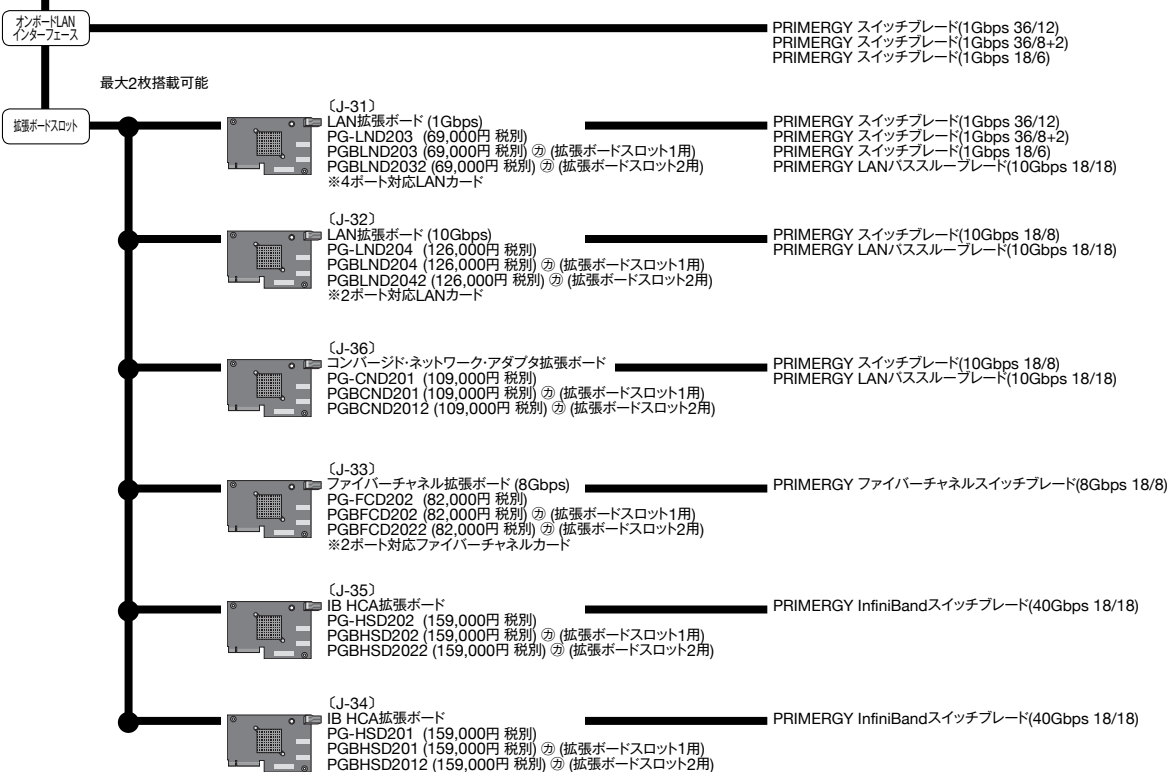 オンボードLAN
インターフェース
PRIMERGY スイッチブレード(1Gbps 36/12)
PRIMERGY スイッチブレード(1Gbps 36/8+2)
PRIMERGY スイッチブレード(1Gbps 18/6)
最大2枚搭載可能
拡張ボードスロット
〔J-31〕
LAN拡張ボード (1Gbps)
PG-LND203 (69,000円 税別)
PGBLND203 (69,000円 税別) ㋕ (拡張ボードスロット1用)
PGBLND2032 (69,000円 税別) ㋕ (拡張ボードスロット2用)
※4ポート対応LANカード
PRIMERGY スイッチブレード(1Gbps 36/12)
PRIMERGY スイッチブレード(1Gbps 36/8+2)
PRIMERGY スイッチブレード(1Gbps 18/6)
PRIMERGY LANパススルーブレード(10Gbps 18/18)
〔J-32〕
LAN拡張ボード (10Gbps)
PG-LND204 (126,000円 税別)
PGBLND204 (126,000円 税別) ㋕ (拡張ボードスロット1用)
PGBLND2042 (126,000円 税別) ㋕ (拡張ボードスロット2用)
※2ポート対応LANカード
PRIMERGY スイッチブレード(10Gbps 18/8)
PRIMERGY LANパススルーブレード(10Gbps 18/18)
〔J-36〕
コンバージド・ネットワーク・アダプタ拡張ボード
PG-CND201 (109,000円 税別)
PGBCND201 (109,000円 税別) ㋕ (拡張ボードスロット1用)
PGBCND2012 (109,000円 税別) ㋕ (拡張ボードスロット2用)
PRIMERGY スイッチブレード(10Gbps 18/8)
PRIMERGY LANパススルーブレード(10Gbps 18/18)
〔J-33〕
ファイバーチャネル拡張ボード (8Gbps)
PG-FCD202 (82,000円 税別)
PGBFCD202 (82,000円 税別) ㋕ (拡張ボードスロット1用)
PGBFCD2022 (82,000円 税別) ㋕ (拡張ボードスロット2用)
※2ポート対応ファイバーチャネルカード
PRIMERGY ファイバーチャネルスイッチブレード(8Gbps 18/8)
〔J-35〕
IB HCA拡張ボード
PG-HSD202 (159,000円 税別)
PGBHSD202 (159,000円 税別) ㋕ (拡張ボードスロット1用)
PGBHSD2022 (159,000円 税別) ㋕ (拡張ボードスロット2用)
PRIMERGY InfiniBandスイッチブレード(40Gbps 18/18)
〔J-34〕
IB HCA拡張ボード
PG-HSD201 (159,000円 税別)
PGBHSD201 (159,000円 税別) ㋕ (拡張ボードスロット1用)
PGBHSD2012 (159,000円 税別) ㋕ (拡張ボードスロット2用)
PRIMERGY InfiniBandスイッチブレード(40Gbps 18/18)